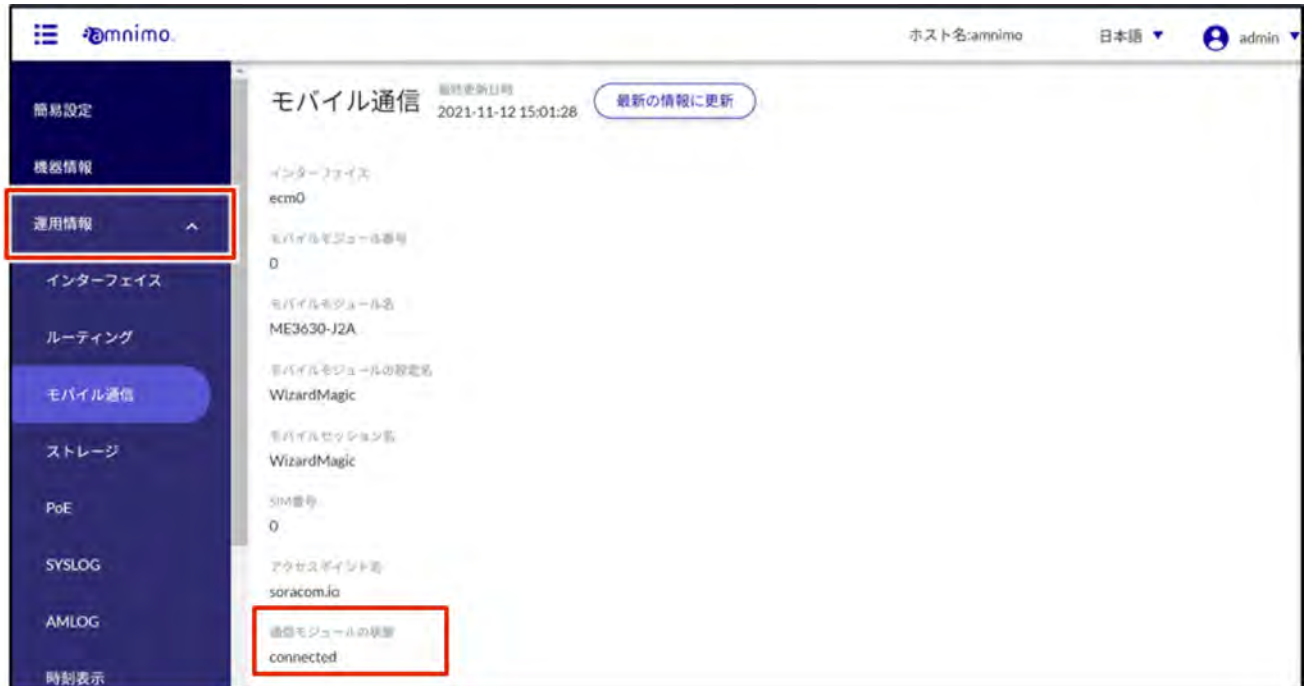 amnimo
ホスト名:amnimo
日本語 ▼
admin ▼
簡易設定
機器情報
運用情報
インターフェイス
ルーティング
モバイル通信
ストレージ
PoE
SYSLOG
AMLOG
時刻表示
モバイル通信
最終更新日時
2021-11-12 15:01:28
最新の情報に更新
インターフェイス
ecm0
モバイルモジュール番号
0
モバイルモジュール名
ME3630-J2A
モバイルモジュールの設定名
WizardMagic
モバイルセッション名
WizardMagic
SIM番号
0
アクセスポイント名
soracom.io
通信モジュールの状態
connected